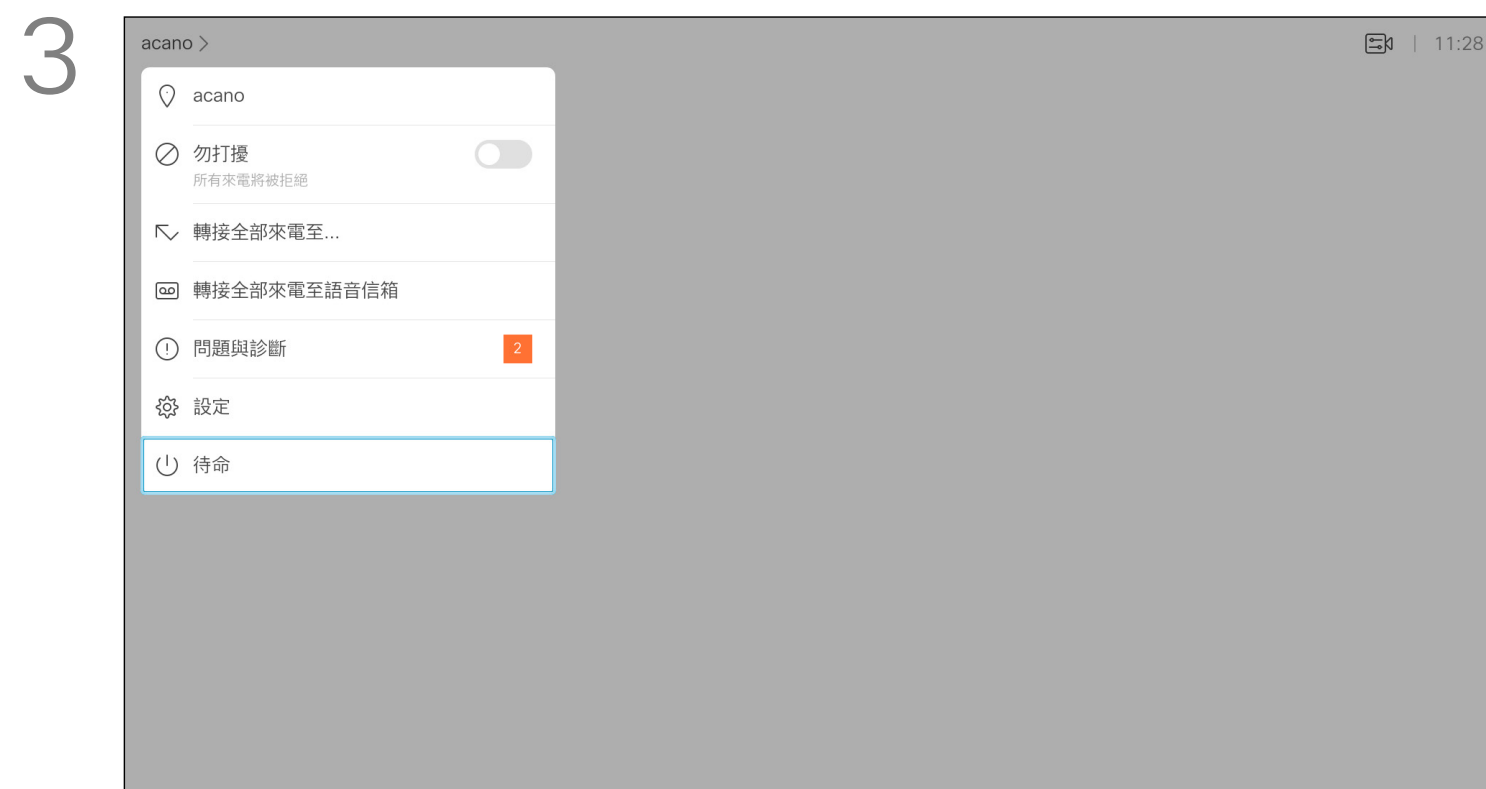 3
acano >
11:28
acano
勿打擾
所有來電將被拒絕
轉接全部來電至...
轉接全部來電至語音信箱
問題與診斷
2
設定
待命